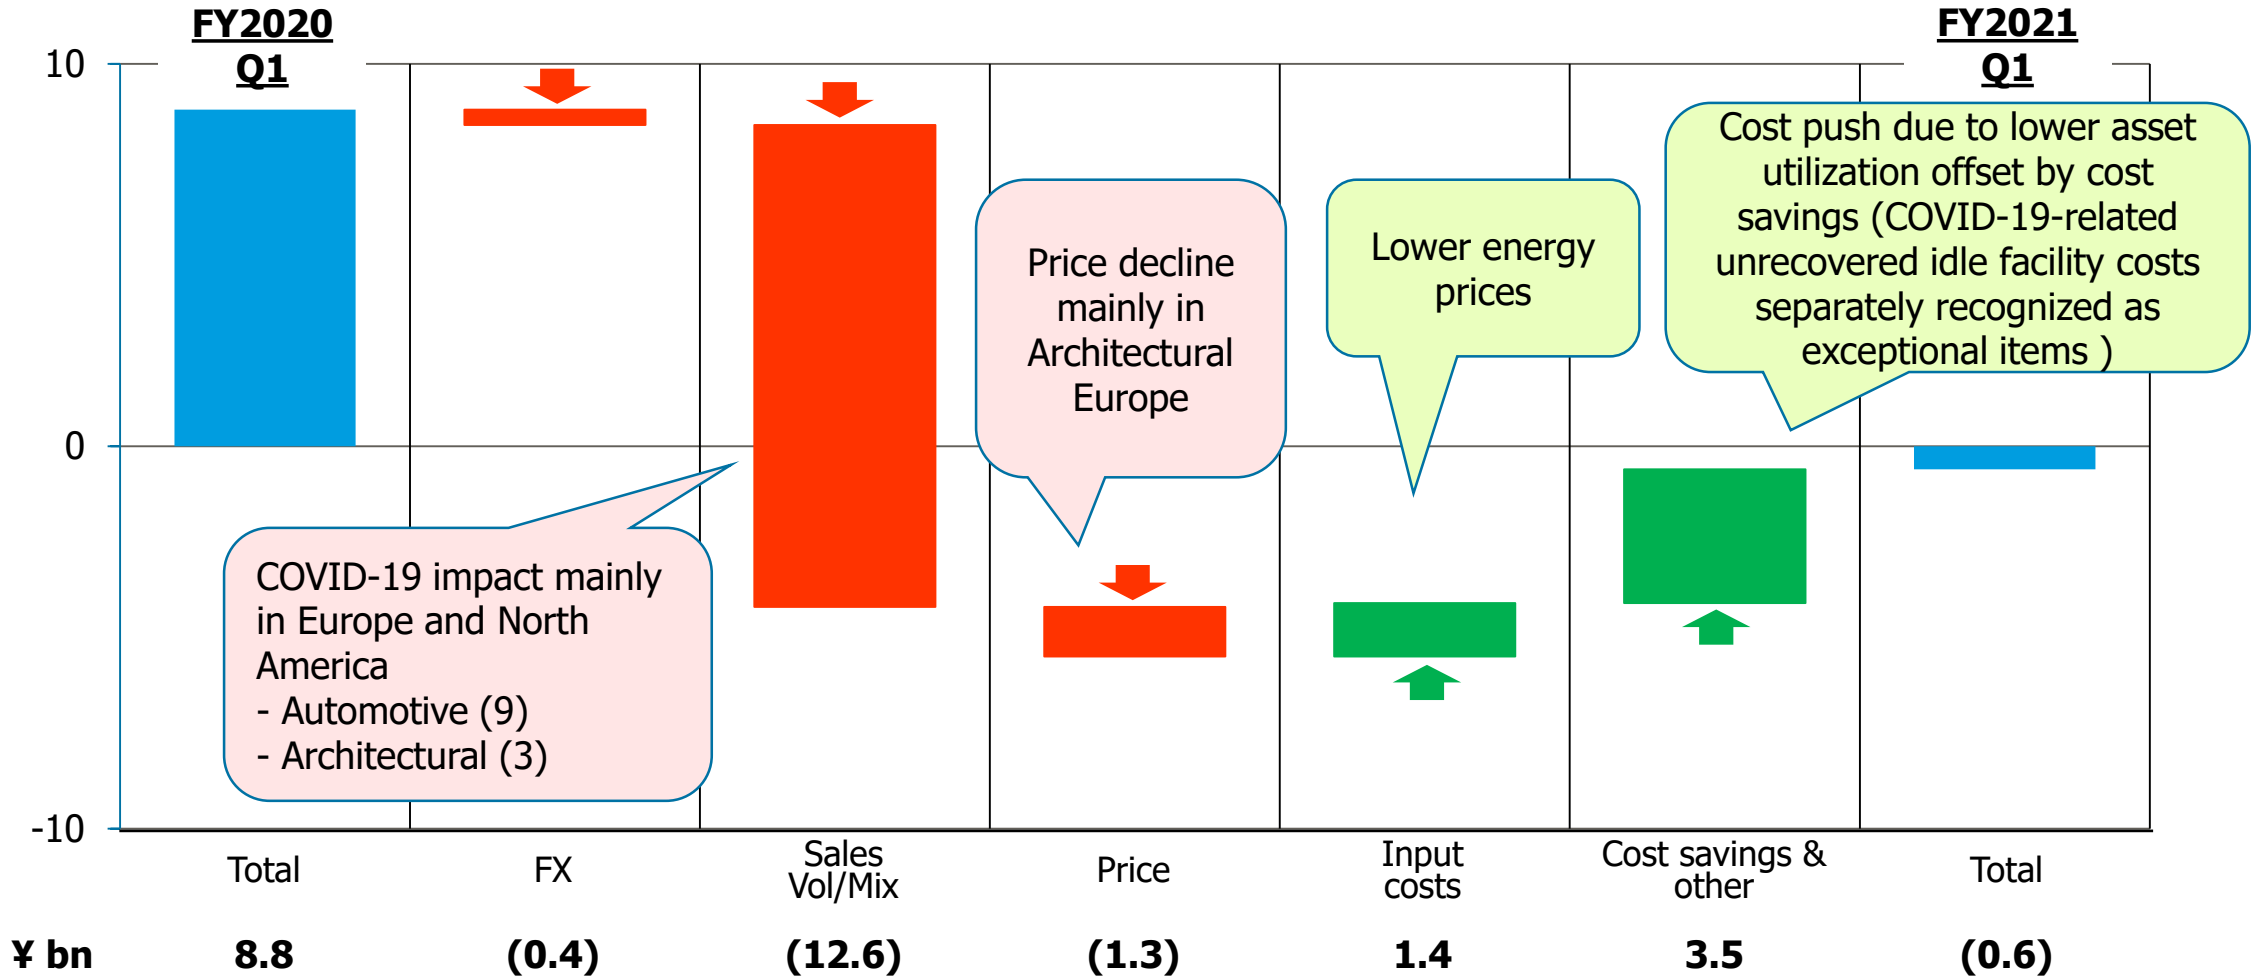 FY2020
Q1
FY2021
Q1
10
0
-10
Cost push due to lower asset
utilization offset by cost
savings (COVID-19-related
unrecovered idle facility costs
separately recognized as
exceptional items )
Price decline
mainly in
Architectural
Europe
Lower energy
prices
COVID-19 impact mainly
in Europe and North
America
- Automotive (9)
- Architectural (3)
Total
FX
Sales
Vol/Mix
Price
Input
costs
Cost savings &
other
Total
¥ bn 8.8 (0.4) (12.6) (1.3) 1.4 3.5 (0.6)